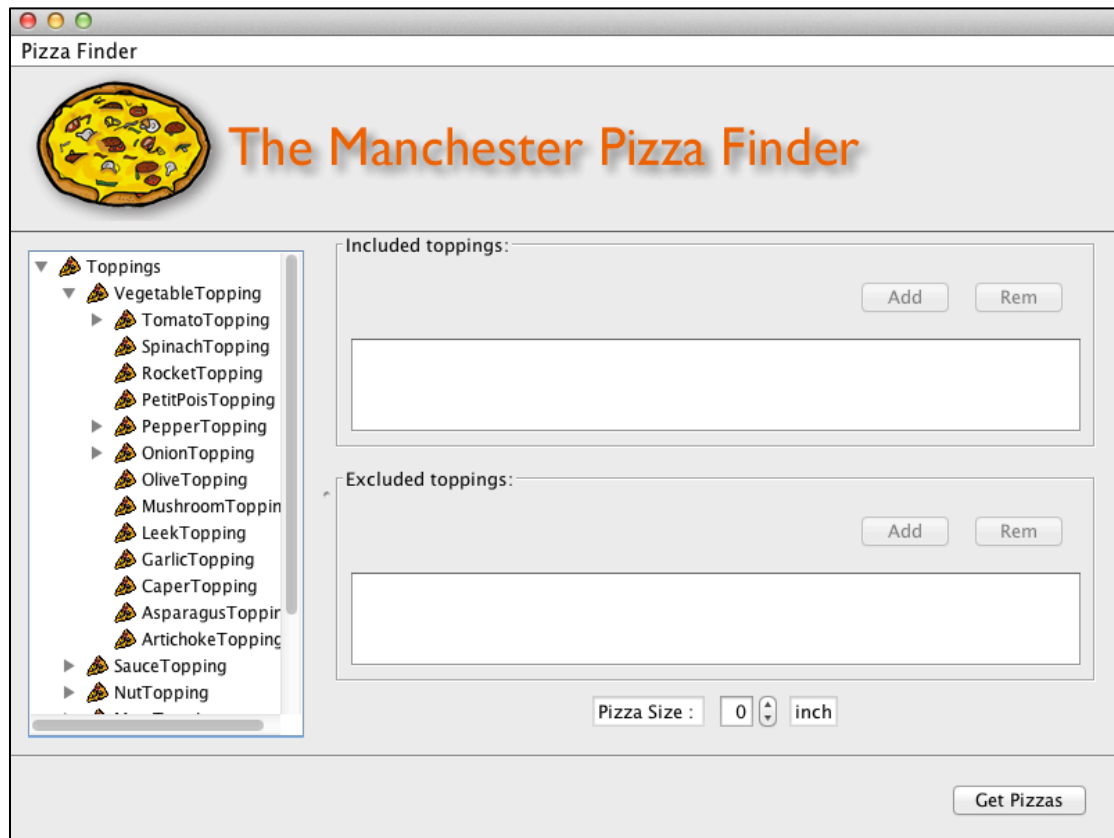 Pizza Finder
The Manchester Pizza Finder
Toppings
VegetableTopping
TomatoTopping
SpinachTopping
RocketTopping
PetitPoisTopping
PepperTopping
OnionTopping
OliveTopping
MushroomToppin
LeekTopping
GarlicTopping
CaperTopping
AsparagusToppin
ArtichokeTopping
SauceTopping
NutTopping
Included toppings:
Add Rem
Excluded toppings:
Add Rem
Pizza Size : 0 inch
Get Pizzas